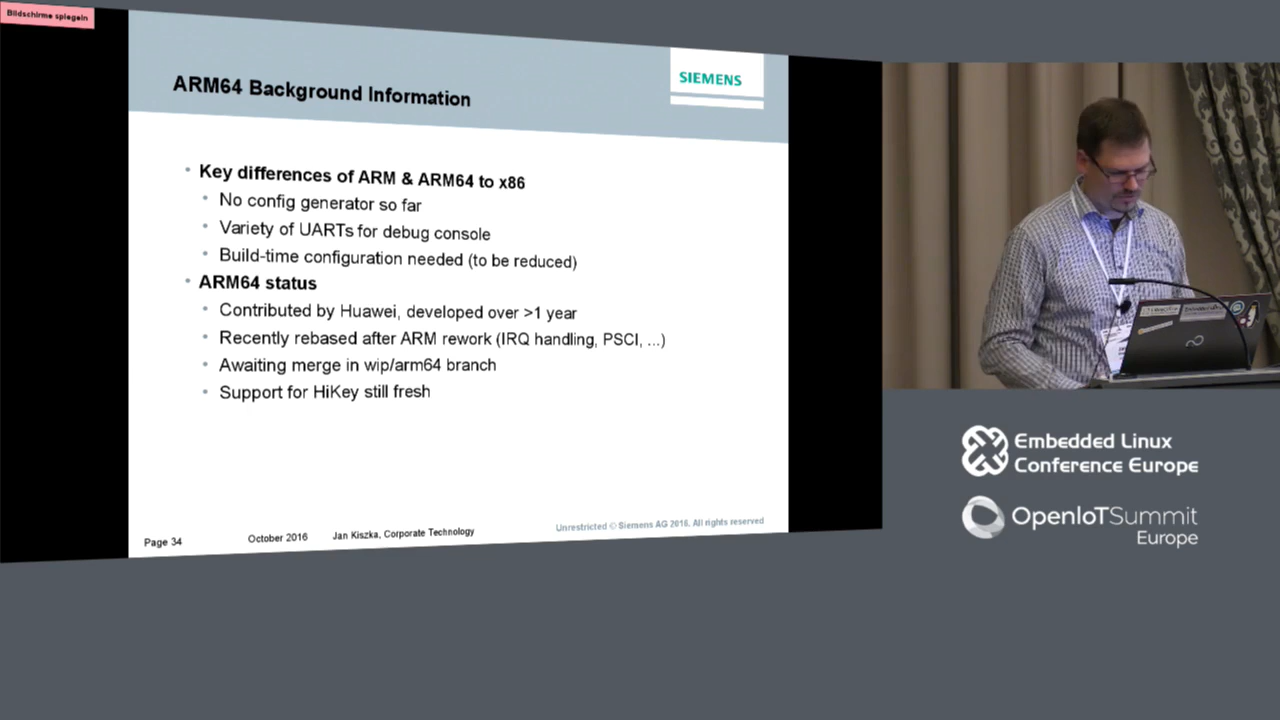 Bildschirme spiegeln
SIEMENS
ARM64 Background Information
Key differences of ARM & ARM64 to x86
No config generator so far
Variety of UARTs for debug console
Build-time configuration needed (to be reduced)
ARM64 status
Contributed by Huawei, developed over >1 year
Recently rebased after ARM rework (IRQ handling, PSCI, ...)
Awaiting merge in wip/arm64 branch
Support for HiKey still fresh
Page 34
October 2016
Jan Kiszka, Corporate Technology
Unrestricted © Siemens AG 2016. All rights reserved
Embedded Linux
Conference Europe
OpenIoTSummit
Europe